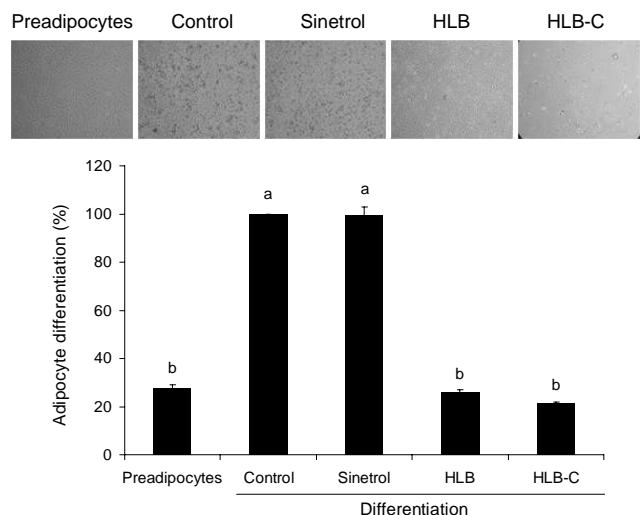 Preadipocytes Control Sinetrol HLB HLB-C
120
100
80
60
40
20
0
Adipocyte differentiation (%)
b a a b b
Preadipocytes Control Sinetrol HLB HLB-C
Differentiation